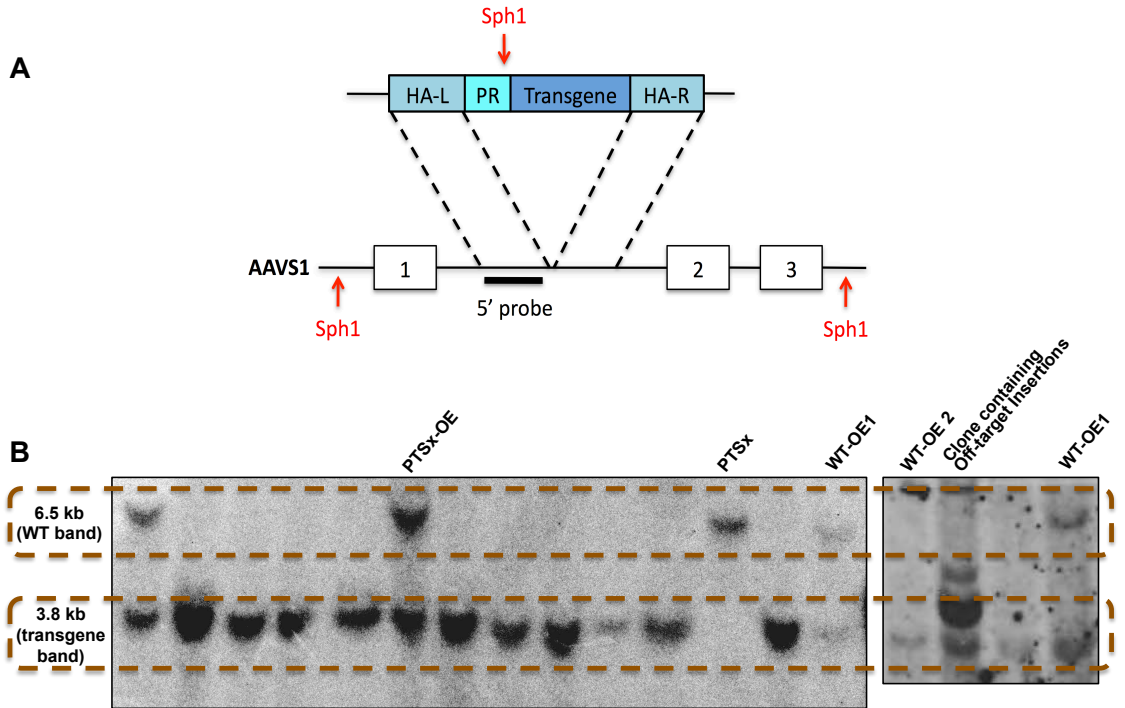 A
Sph1
HA-L PR Transgene HA-R
AAVS1
1
2
3
5’ probe
Sph1
Sph1
B
PTSx-OE
PTSx
WT-OE1
WT-OE 2
Clone containing
Off-target Insertions
WT-OE1
6.5 kb
(WT band)
3.8 kb
(transgene
band)